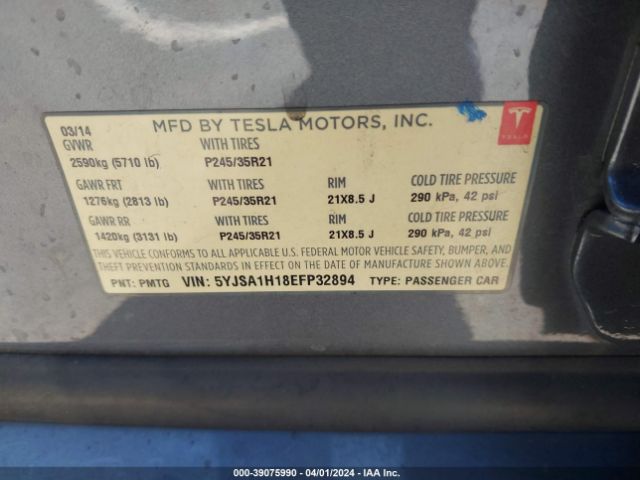 03/14 MFD BY TESLA MOTORS, INC. TESLA
GVWR WITH TIRES
2590kg (5710 lb) P245/35R21
GAWR FRT WITH TIRES RIM COLD TIRE PRESSURE
1276kg (2813 lb) P245/35R21 21X8.5 J 290 kPa, 42 psi
GAWR RR WITH TIRES RIM COLD TIRE PRESSURE
1420kg (3131 lb) P245/35R21 21X8.5 J 290 kPa, 42 psi
THIS VEHICLE CONFORMS TO ALL APPLICABLE U.S. FEDERAL MOTOR VEHICLE SAFETY, BUMPER, AND
THEFT PREVENTION STANDARDS IN EFFECT ON THE DATE OF MANUFACTURE SHOWN ABOVE.
PNT: PMTG VIN: 5YJSA1H18EFP32894 TYPE: PASSENGER CAR
000-39075990 - 04/01/2024 - IAA Inc.